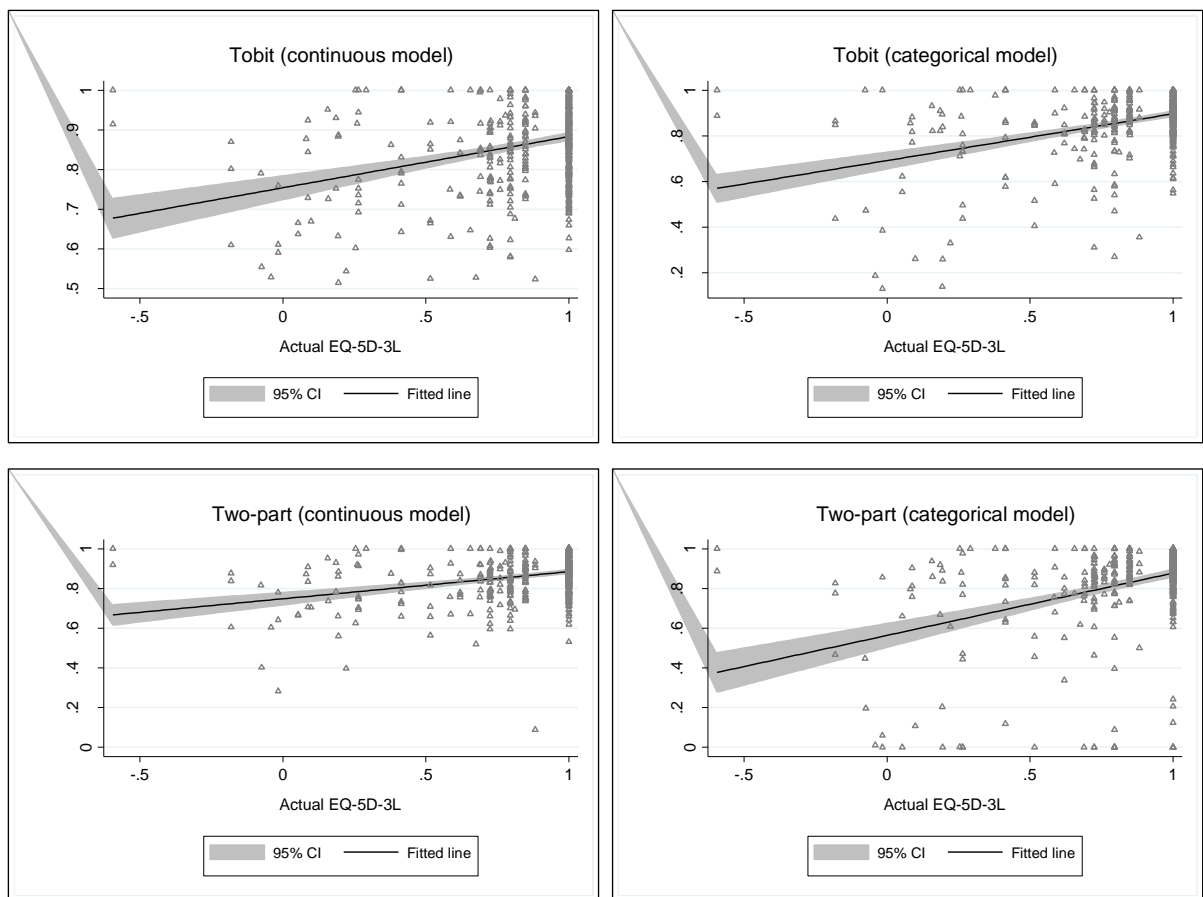 Tobit (continuous model)
1
.9
.8
.7
.6
.5
-.5 0 .5 1
Actual EQ-5D-3L
95% CI Fitted line
Tobit (categorical model)
1
.8
.6
.4
.2
-.5 0 .5 1
Actual EQ-5D-3L
95% CI Fitted line
Two-part (continuous model)
1
.8
.6
.4
.2
0
-.5 0 .5 1
Actual EQ-5D-3L
95% CI Fitted line
Two-part (categorical model)
1
.8
.6
.4
.2
0
-.5 0 .5 1
Actual EQ-5D-3L
95% CI Fitted line